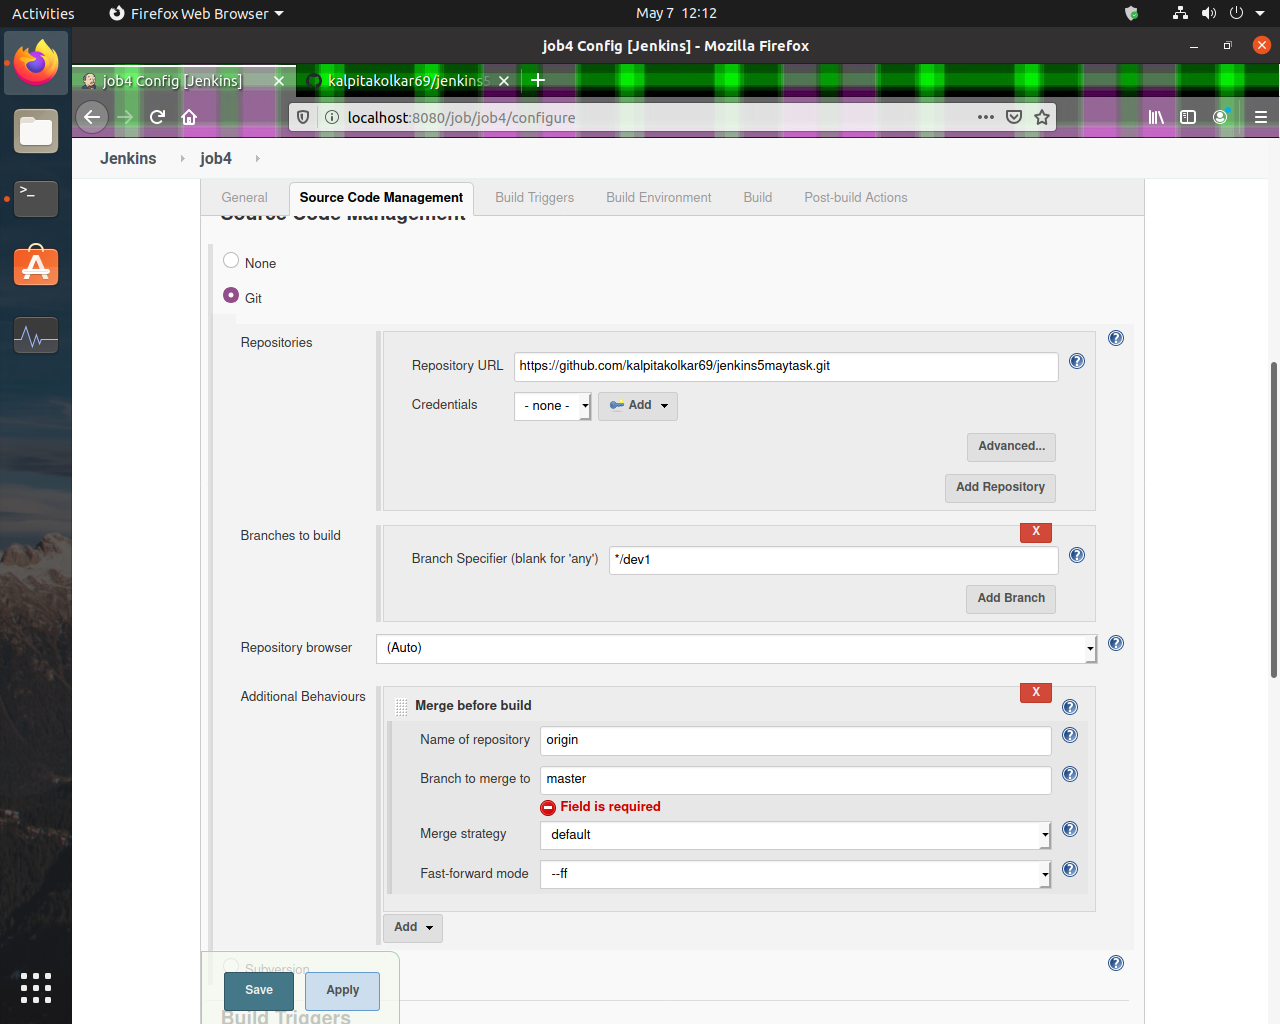 Activities
Firefox Web Browser
May 7 12:12
job4 Config [Jenkins] - Mozilla Firefox
job4 Config [Jenkins]
kalpitakolkar69/jenkins5
localhost:8080/job/job4/configure
Jenkins
job4
General
Source Code Management
Build Triggers
Build Environment
Build
Post-build Actions
Source Code Management
None
Git
Repositories
Repository URL
https://github.com/kalpitakolkar69/jenkins5maytask.git
Credentials
- none -
Add
Advanced...
Add Repository
Branches to build
X
Branch Specifier (blank for 'any')
*/dev1
Add Branch
Repository browser
(Auto)
Additional Behaviours
X
Merge before build
Name of repository
origin
Branch to merge to
master
Field is required
Merge strategy
default
Fast-forward mode
--ff
Add
Subversion
Save
Apply
Build Triggers